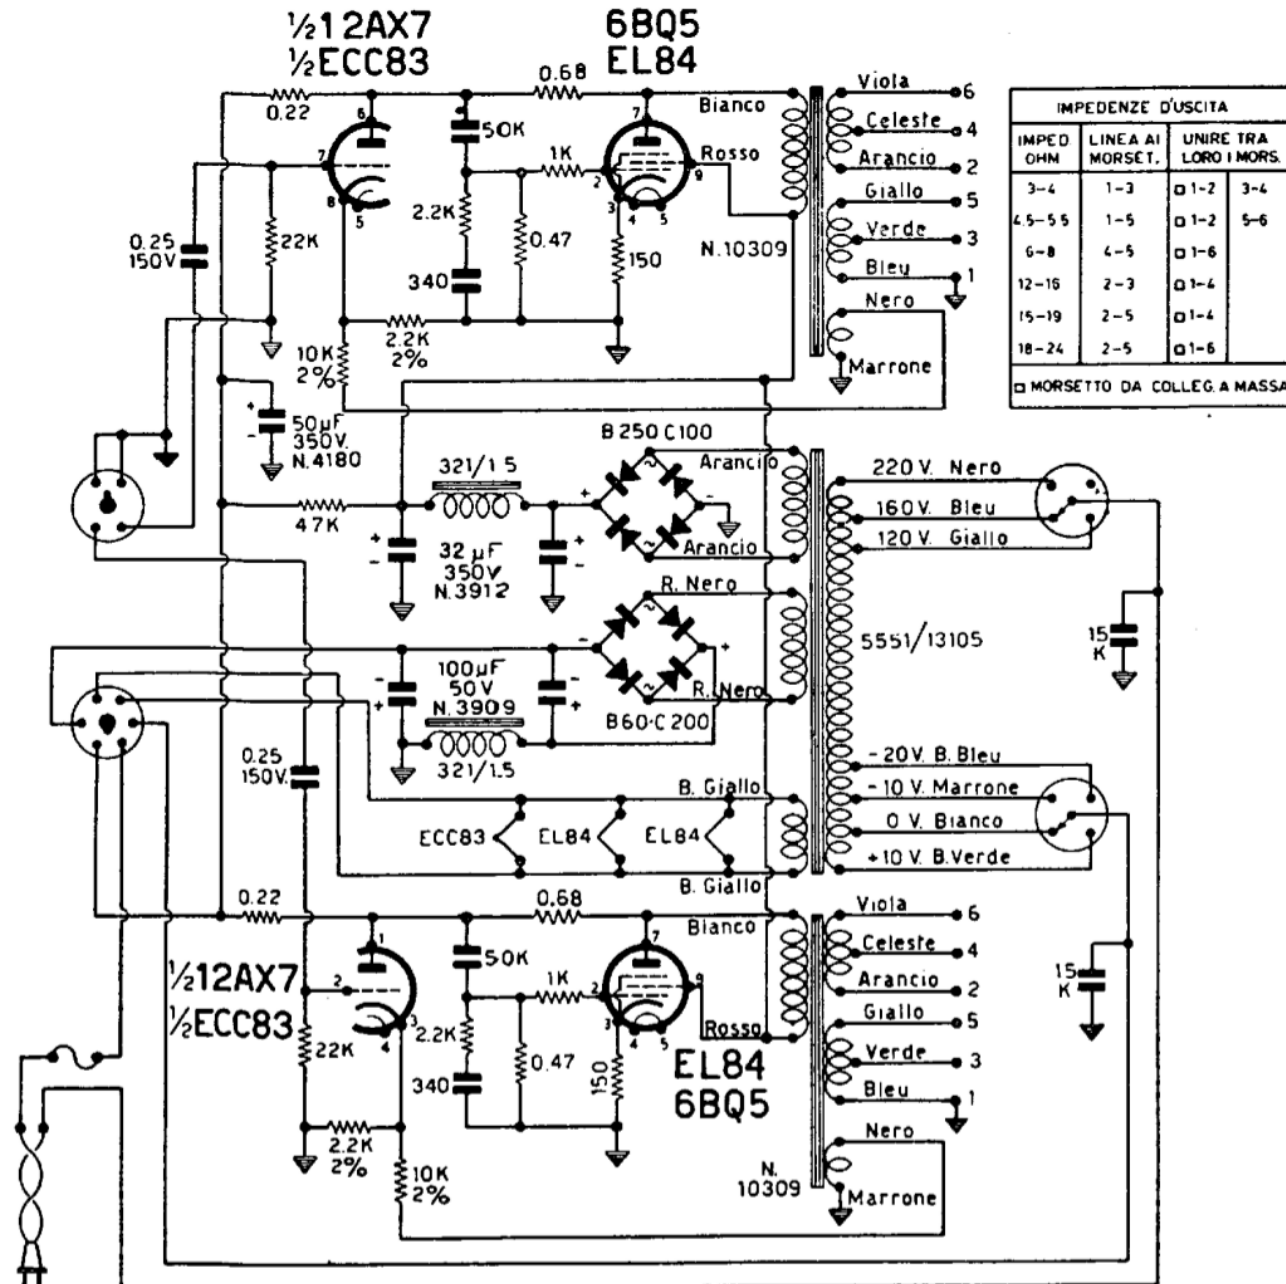 ½12AX7
½ECC83
6BQ5
EL84
0.22
6
7
8
5
0.68
50K
1K
7
2
3
4
5
9
Bianco
Rosso
N.10309
Viola 6
Celeste 4
Arancio 2
Giallo 5
Verde 3
Bleu 1
Nero
Marrone
IMPEDENZE D'USCITA
IMPED. OHM
LINEA AI MORSET.
UNIRE TRA LORO I MORS.
3-4 1-3 □ 1-2 3-4
4.5-5.5 1-5 □ 1-2 5-6
6-8 4-5 □ 1-6
12-16 2-3 □ 1-4
15-19 2-5 □ 1-4
18-24 2-5 □ 1-6
□ MORSETTO DA COLLEG. A MASSA
0.25
150V
22K
2.2K
340
0.47
150
10K
2%
2.2K
2%
+
-
50µF
350V.
N.4180
47K
321/1.5
+
-
32 µF
350V
N.3912
+
-
B250 C100
Arancio
+
~
-
~
Arancio
220 V. Nero
160V. Bleu
120 V. Giallo
5551/13105
15
K
R. Nero
-
~
+
~
R. Nero
B60·C200
-
+
100µF
50V
N.3909
-
+
321/1.5
0.25
150V.
B. Giallo
ECC83
EL84
EL84
B. Giallo
-20V. B. Bleu
-10 V. Marrone
0 V. Bianco
+10 V. B.Verde
15
K
0.22
1
2
3
4
½12AX7
½ECC83
0.68
50K
1K
7
2
3
4
5
9
Bianco
Rosso
EL84
6BQ5
Viola 6
Celeste 4
Arancio 2
Giallo 5
Verde 3
Bleu 1
Nero
Marrone
N.
10309
22K
2.2K
340
0.47
150
2.2K
2%
10K
2%